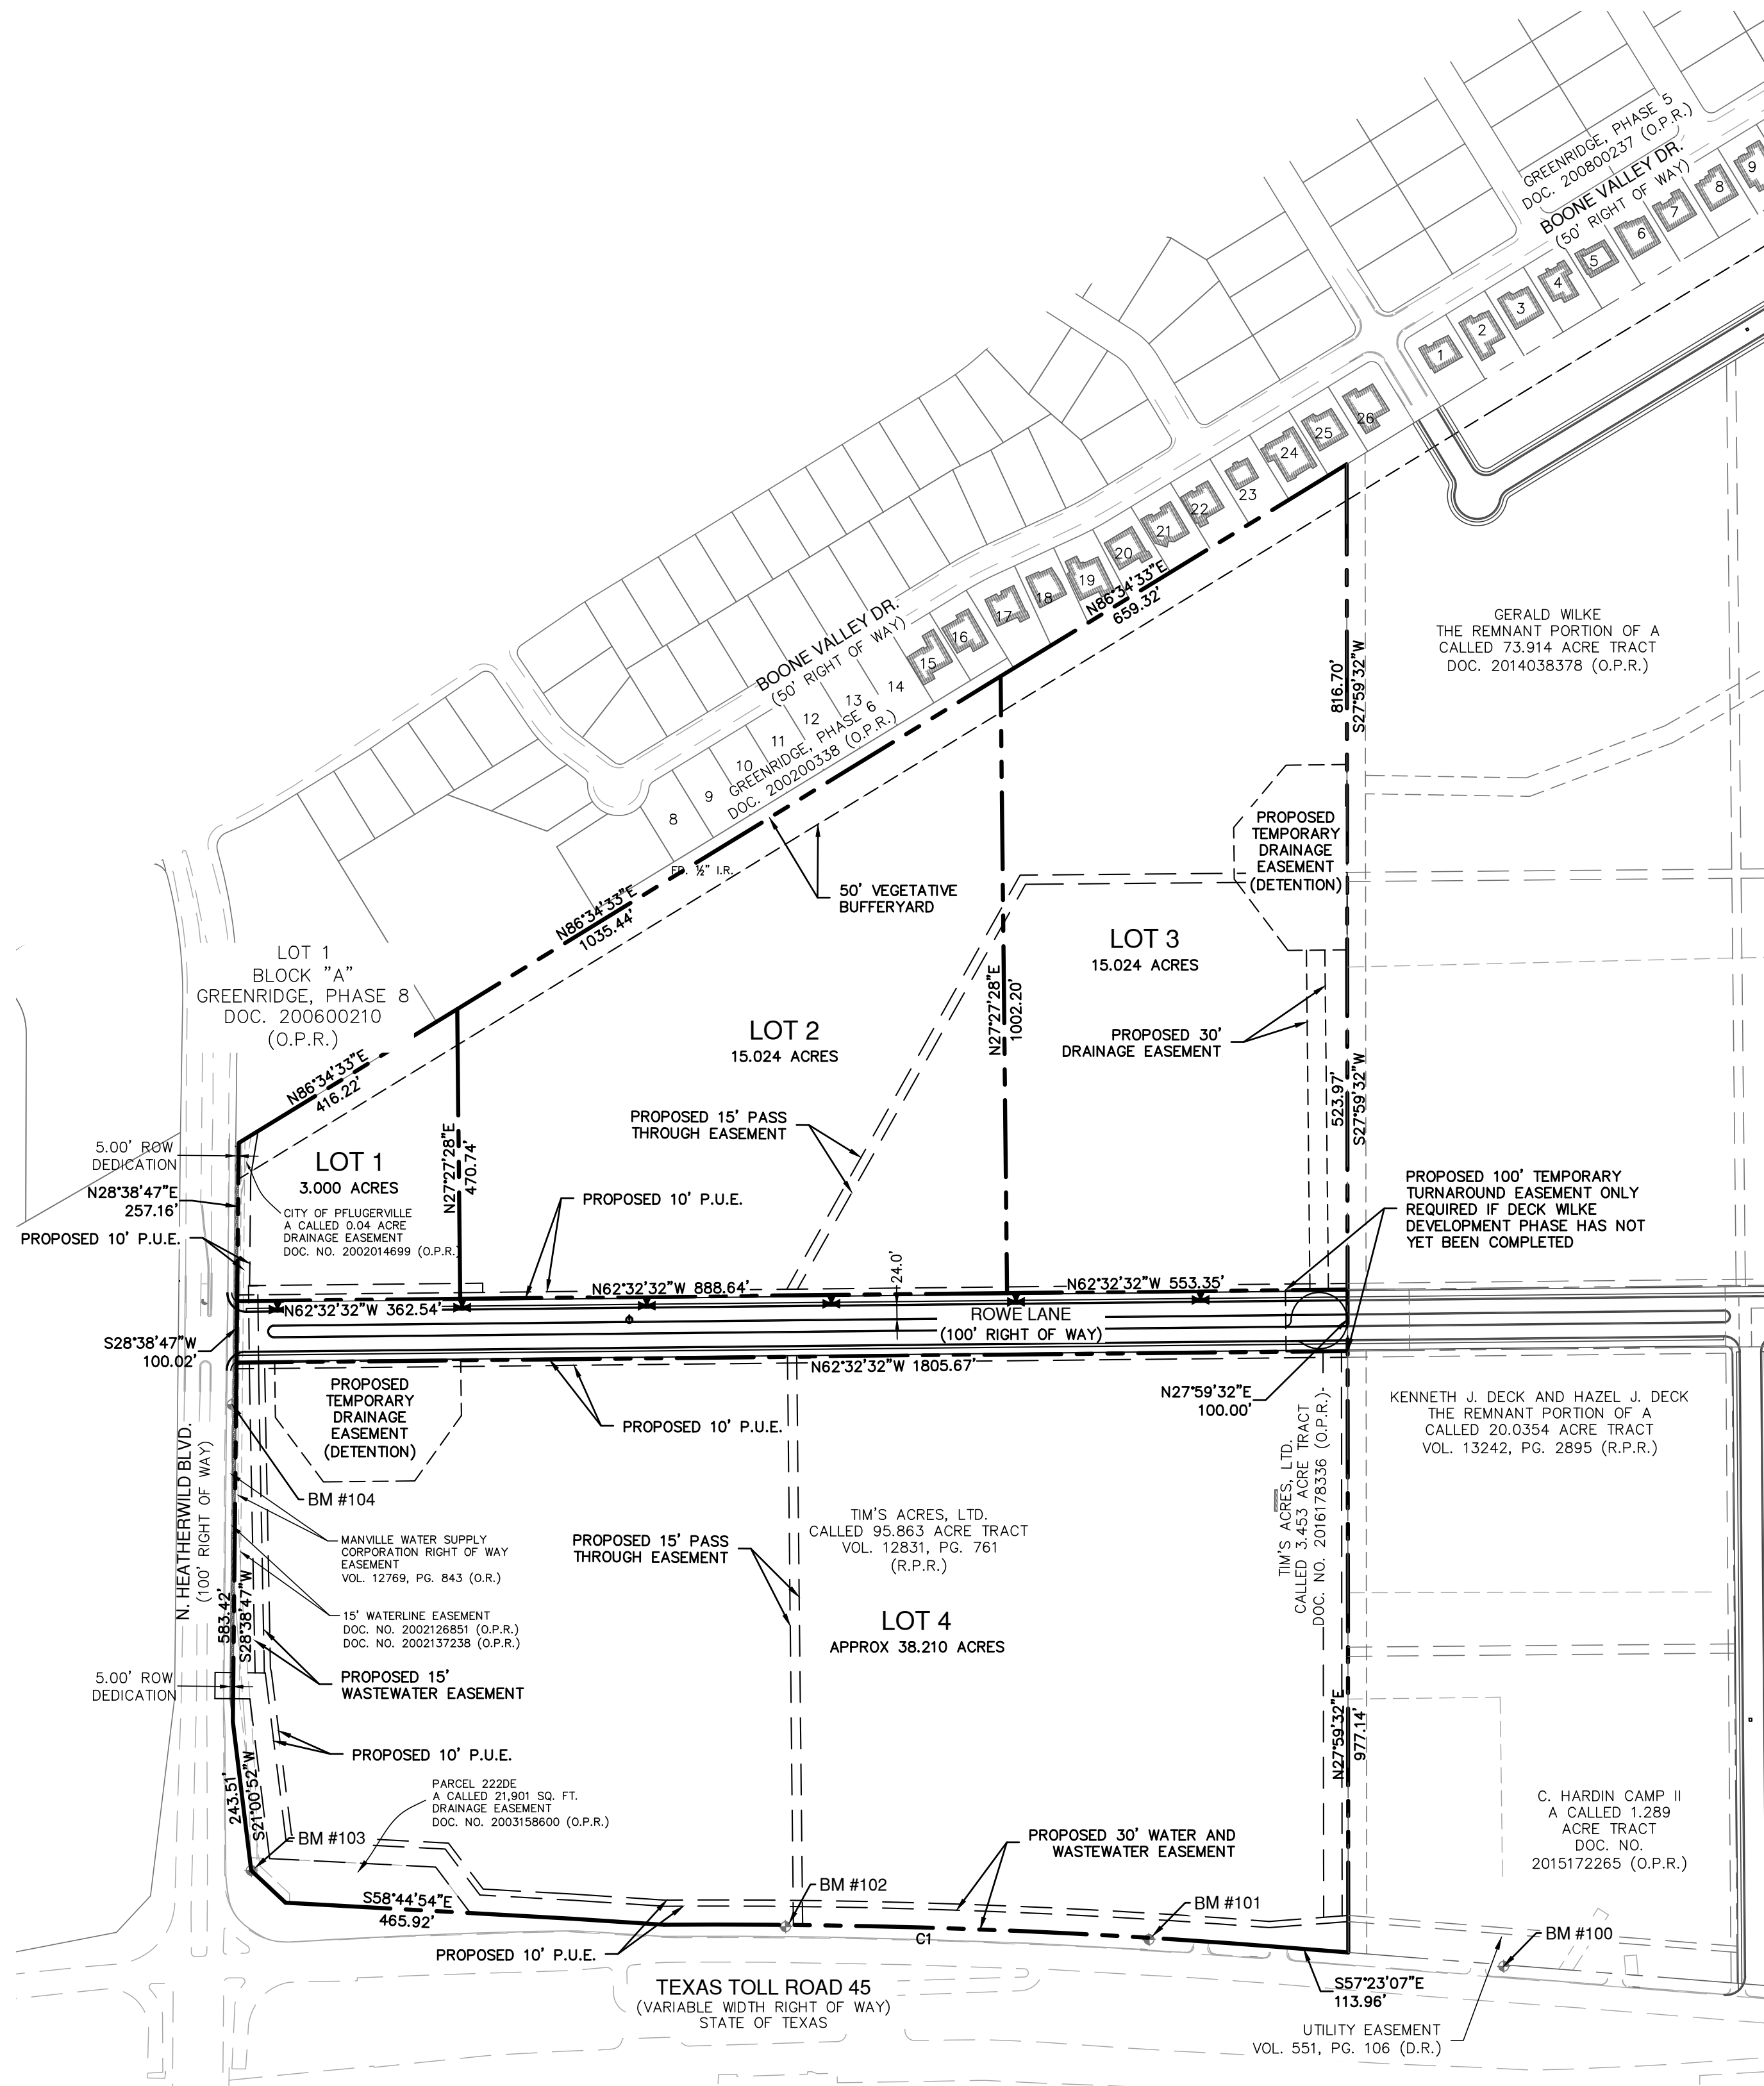 GREENRIDGE, PHASE 5
DOC. 200800237 (O.P.R.)
BOONE VALLEY DR.
(50' RIGHT OF WAY)
1
2
3
4
5
6
7
8
9
26
25
24
23
22
21
20
19
18
17
16
15
14
13
12
11
10
9
8
BOONE VALLEY DR.
(50' RIGHT OF WAY)
GREENRIDGE, PHASE 6
DOC. 200200338 (O.P.R.)
N86°34'33"E
659.32'
816.70'
S27°59'32"W
GERALD WILKE
THE REMNANT PORTION OF A
CALLED 73.914 ACRE TRACT
DOC. 2014038378 (O.P.R.)
PROPOSED
TEMPORARY
DRAINAGE
EASEMENT
(DETENTION)
FD. ½" I.R.
50' VEGETATIVE
BUFFERYARD
N86°34'33"E
1035.44'
LOT 1
BLOCK "A"
GREENRIDGE, PHASE 8
DOC. 200600210
(O.P.R.)
N86°34'33"E
416.22'
LOT 3
15.024 ACRES
N27°27'28"E
1002.20'
LOT 2
15.024 ACRES
PROPOSED 30'
DRAINAGE EASEMENT
523.97'
S27°59'32"W
PROPOSED 15' PASS
THROUGH EASEMENT
5.00' ROW
DEDICATION
LOT 1
3.000 ACRES
N27°27'28"E
470.74'
N28°38'47"E
257.16'
PROPOSED 10' P.U.E.
CITY OF PFLUGERVILLE
A CALLED 0.04 ACRE
DRAINAGE EASEMENT
DOC. NO. 2002014699 (O.P.R.)
PROPOSED 10' P.U.E.
PROPOSED 100' TEMPORARY
TURNAROUND EASEMENT ONLY
REQUIRED IF DECK WILKE
DEVELOPMENT PHASE HAS NOT
YET BEEN COMPLETED
24.0'
N62°32'32"W 888.64'
N62°32'32"W 553.35'
N62°32'32"W 362.54'
ROWE LANE
(100' RIGHT OF WAY)
S28°38'47"W
100.02'
N62°32'32"W 1805.67'
N27°59'32"E
100.00'
PROPOSED
TEMPORARY
DRAINAGE
EASEMENT
(DETENTION)
PROPOSED 10' P.U.E.
KENNETH J. DECK AND HAZEL J. DECK
THE REMNANT PORTION OF A
CALLED 20.0354 ACRE TRACT
VOL. 13242, PG. 2895 (R.P.R.)
TIM'S ACRES, LTD.
CALLED 3.453 ACRE TRACT
DOC. NO. 2016178336 (O.P.R.)
BM #104
N. HEATHERWILD BLVD.
(100' RIGHT OF WAY)
MANVILLE WATER SUPPLY
CORPORATION RIGHT OF WAY
EASEMENT
VOL. 12769, PG. 843 (O.R.)
TIM'S ACRES, LTD.
CALLED 95.863 ACRE TRACT
VOL. 12831, PG. 761
(R.P.R.)
PROPOSED 15' PASS
THROUGH EASEMENT
583.42'
S28°38'47"W
15' WATERLINE EASEMENT
DOC. NO. 2002126851 (O.P.R.)
DOC. NO. 2002137238 (O.P.R.)
LOT 4
APPROX 38.210 ACRES
5.00' ROW
DEDICATION
PROPOSED 15'
WASTEWATER EASEMENT
PROPOSED 10' P.U.E.
N27°59'32"E
977.14'
243.51'
S21°00'52"W
PARCEL 222DE
A CALLED 21,901 SQ. FT.
DRAINAGE EASEMENT
DOC. NO. 2003158600 (O.P.R.)
C. HARDIN CAMP II
A CALLED 1.289
ACRE TRACT
DOC. NO.
2015172265 (O.P.R.)
BM #103
PROPOSED 30' WATER AND
WASTEWATER EASEMENT
BM #102
BM #101
BM #100
S58°44'54"E
465.92'
C1
PROPOSED 10' P.U.E.
TEXAS TOLL ROAD 45
(VARIABLE WIDTH RIGHT OF WAY)
STATE OF TEXAS
S57°23'07"E
113.96'
UTILITY EASEMENT
VOL. 551, PG. 106 (D.R.)